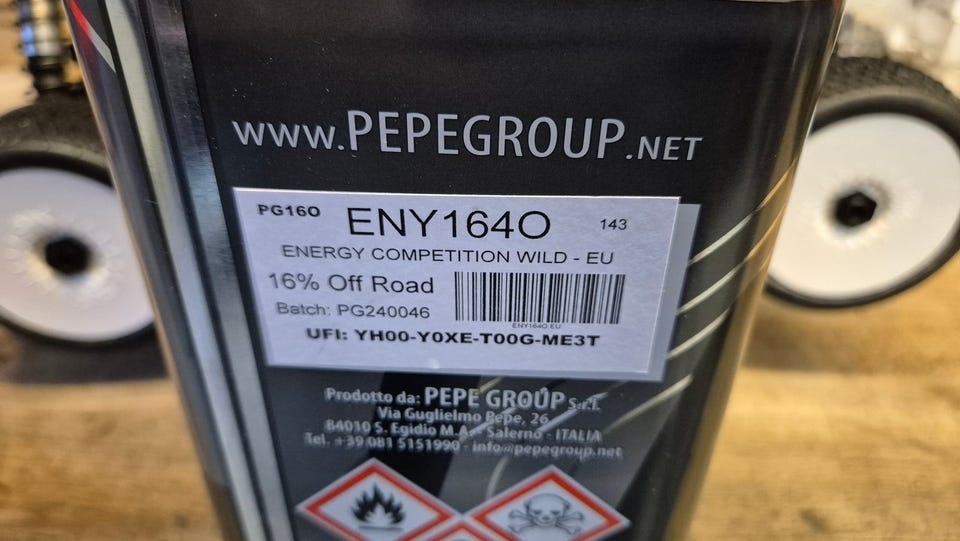 www.PEPEGROUP.NET
PG16O ENY164O 143
ENERGY COMPETITION WILD - EU
16% Off Road
Batch: PG240046
ENY164O EU
UFI: YH00-Y0XE-T00G-ME3T
Prodotto da: PEPE GROUP S.r.l.
Via Guglielmo Pepe, 26
84010 S. Egidio M.A. - Salerno - ITALIA
Tel. +39 081 5151990 - info@pepegroup.net